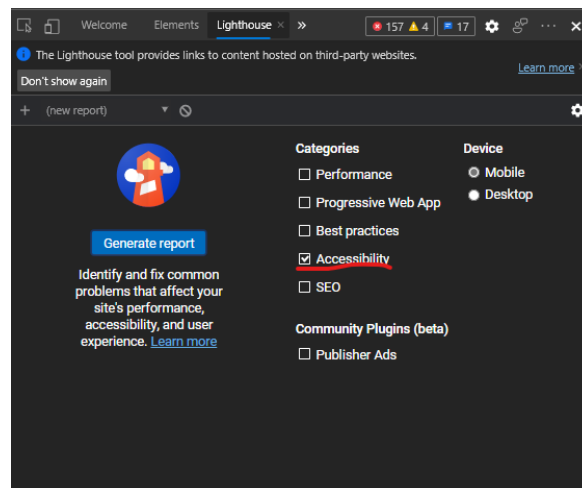 Welcome Elements Lighthouse × » 157 4 17 ··· ×
The Lighthouse tool provides links to content hosted on third-party websites.
Learn more ×
Don't show again
+ (new report) ▼
Categories
Device
Performance
Mobile
Progressive Web App
Desktop
Best practices
Generate report
Accessibility
Identify and fix common
problems that affect your
site's performance,
accessibility, and user
experience. Learn more
SEO
Community Plugins (beta)
Publisher Ads